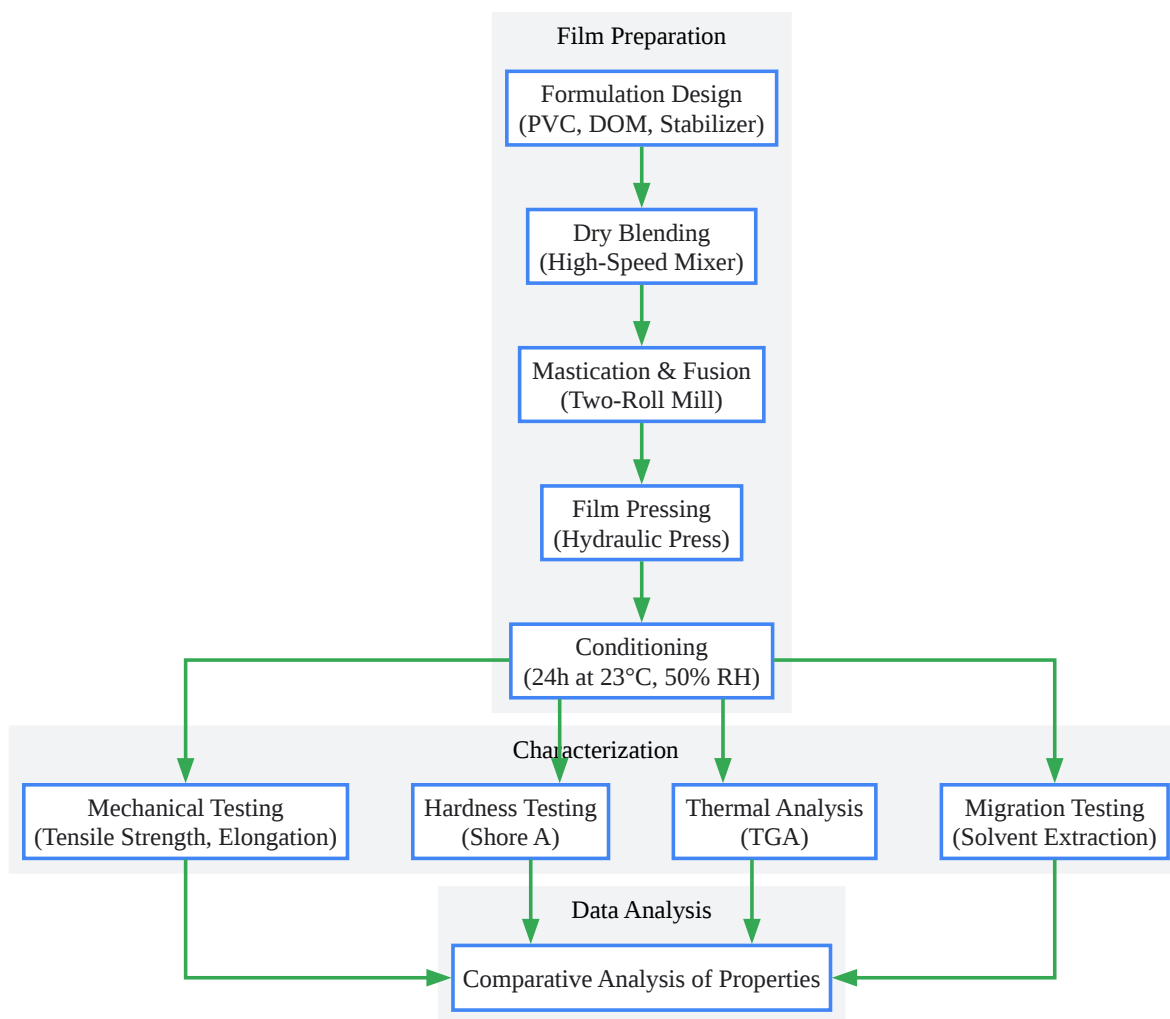 Film Preparation
Formulation Design
(PVC, DOM, Stabilizer)
Dry Blending
(High-Speed Mixer)
Mastication & Fusion
(Two-Roll Mill)
Film Pressing
(Hydraulic Press)
Conditioning
(24h at 23°C, 50% RH)
Characterization
Mechanical Testing
(Tensile Strength, Elongation)
Hardness Testing
(Shore A)
Thermal Analysis
(TGA)
Migration Testing
(Solvent Extraction)
Data Analysis
Comparative Analysis of Properties